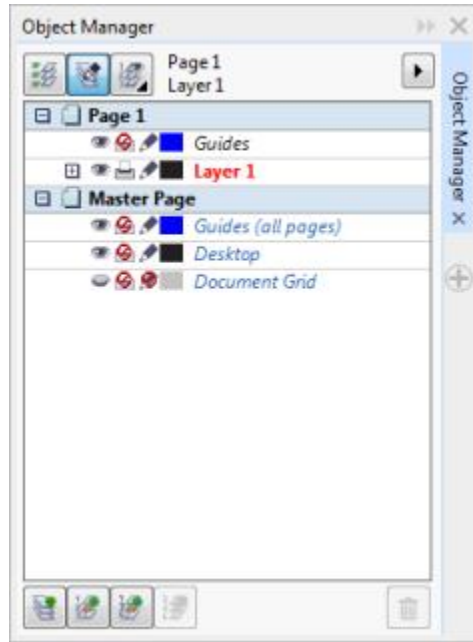 Object Manager
Page 1
Layer 1
Page 1
Guides
Layer 1
Master Page
Guides (all pages)
Desktop
Document Grid
Object Manager